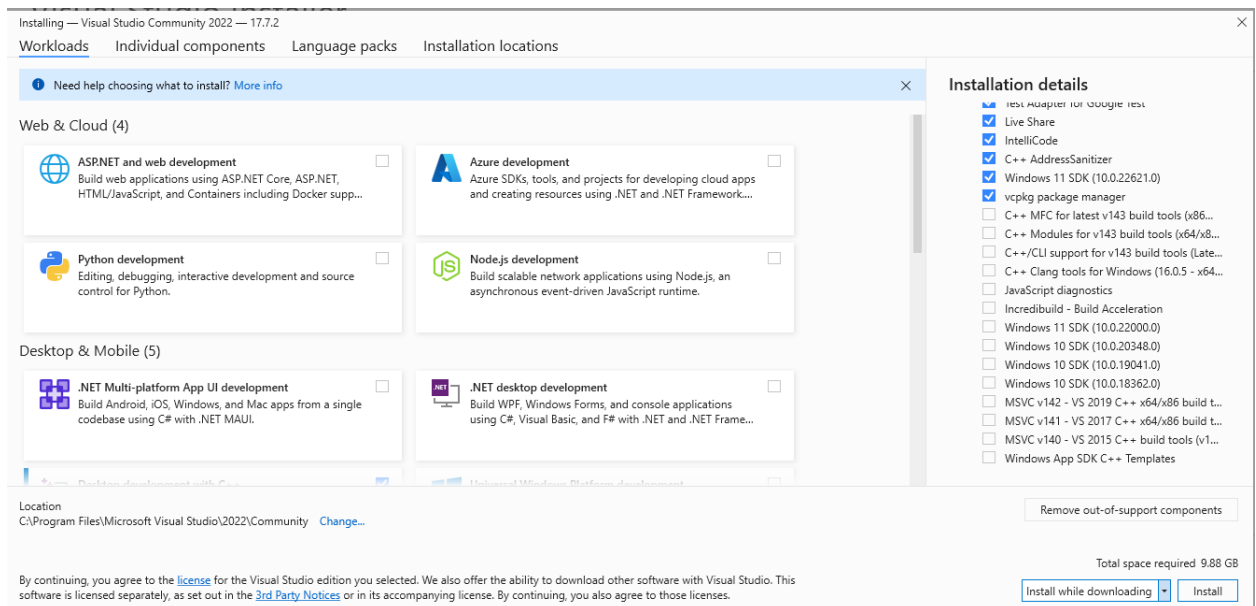 Installing — Visual Studio Community 2022 — 17.7.2
Workloads Individual components Language packs Installation locations
Need help choosing what to install? More info
Web & Cloud (4)
ASP.NET and web development
Build web applications using ASP.NET Core, ASP.NET,
HTML/JavaScript, and Containers including Docker supp...
Azure development
Azure SDKs, tools, and projects for developing cloud apps
and creating resources using .NET and .NET Framework....
Python development
Editing, debugging, interactive development and source
control for Python.
Node.js development
Build scalable network applications using Node.js, an
asynchronous event-driven JavaScript runtime.
Desktop & Mobile (5)
.NET Multi-platform App UI development
Build Android, iOS, Windows, and Mac apps from a single
codebase using C# with .NET MAUI.
.NET desktop development
Build WPF, Windows Forms, and console applications
using C#, Visual Basic, and F# with .NET and .NET Frame...
Desktop development with C++
Universal Windows Platform development
Installation details
Test Adapter for Google Test
Live Share
IntelliCode
C++ AddressSanitizer
Windows 11 SDK (10.0.22621.0)
vcpkg package manager
C++ MFC for latest v143 build tools (x86...
C++ Modules for v143 build tools (x64/x8...
C++/CLI support for v143 build tools (Late...
C++ Clang tools for Windows (16.0.5 - x64...
JavaScript diagnostics
Incredibuild - Build Acceleration
Windows 11 SDK (10.0.22000.0)
Windows 10 SDK (10.0.20348.0)
Windows 10 SDK (10.0.19041.0)
Windows 10 SDK (10.0.18362.0)
MSVC v142 - VS 2019 C++ x64/x86 build t...
MSVC v141 - VS 2017 C++ x64/x86 build t...
MSVC v140 - VS 2015 C++ build tools (v1...
Windows App SDK C++ Templates
Location
C:\Program Files\Microsoft Visual Studio\2022\Community Change...
Remove out-of-support components
Total space required 9.88 GB
By continuing, you agree to the license for the Visual Studio edition you selected. We also offer the ability to download other software with Visual Studio. This
software is licensed separately, as set out in the 3rd Party Notices or in its accompanying license. By continuing, you also agree to those licenses.
Install while downloading Install